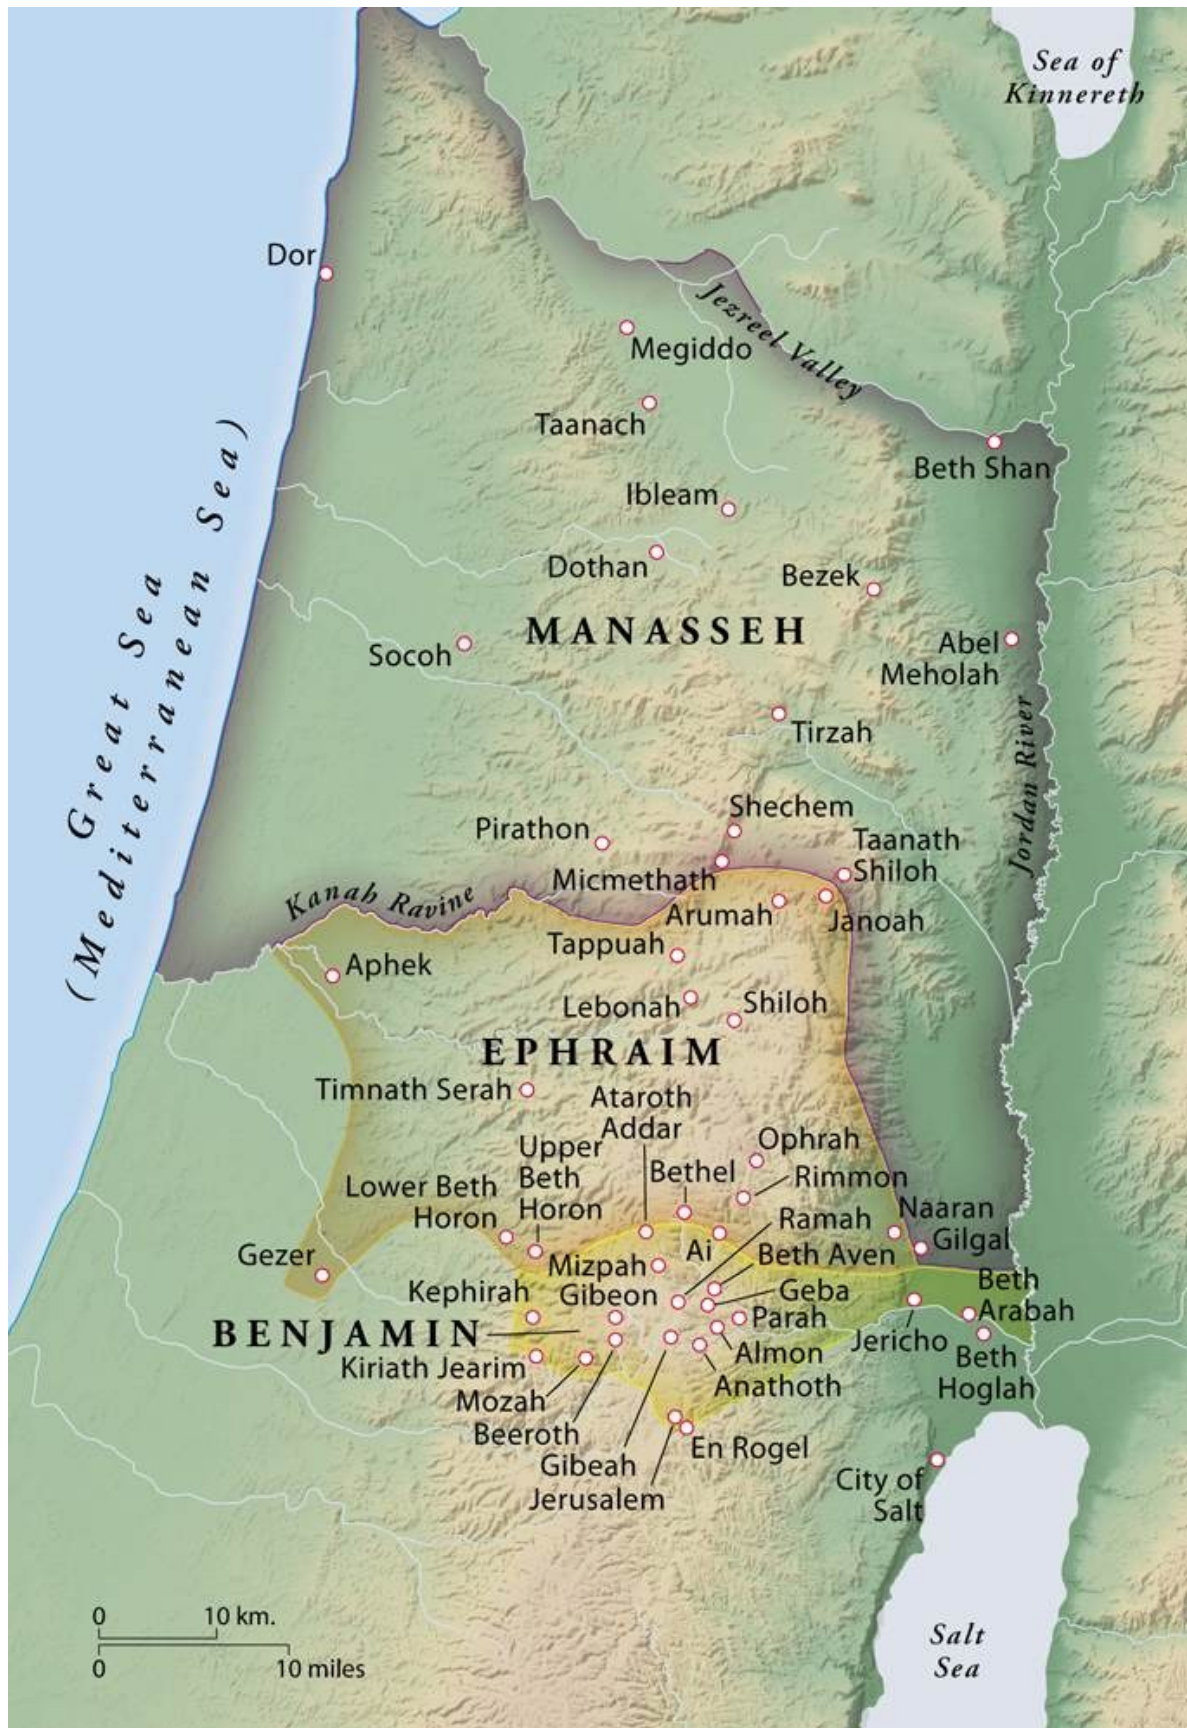 Sea of
Kinnereth
Dor
Jezreel Valley
Megiddo
Taanach
Beth Shan
Ibleam
Dothan
Bezek
MANASSEH
Great Sea
(Mediterranean Sea)
Socoh
Abel
Meholah
Tirzah
Jordan River
Shechem
Pirathon
Taanath
Shiloh
Micmethath
Kanah Ravine
Arumah
Janoah
Tappuah
Aphek
Lebonah
Shiloh
EPHRAIM
Timnath Serah
Ataroth
Addar
Upper
Beth
Horon
Ophrah
Bethel
Rimmon
Lower Beth
Horon
Naaran
Ramah
Gilgal
Ai
Beth Aven
Gezer
Mizpah
Beth
Arabah
Kephirah
Gibeon
Geba
Parah
BENJAMIN
Jericho
Almon
Beth
Hoglah
Kiriath Jearim
Anathoth
Mozah
Beeroth
En Rogel
Gibeah
Jerusalem
City of
Salt
0 10 km.
0 10 miles
Salt
Sea